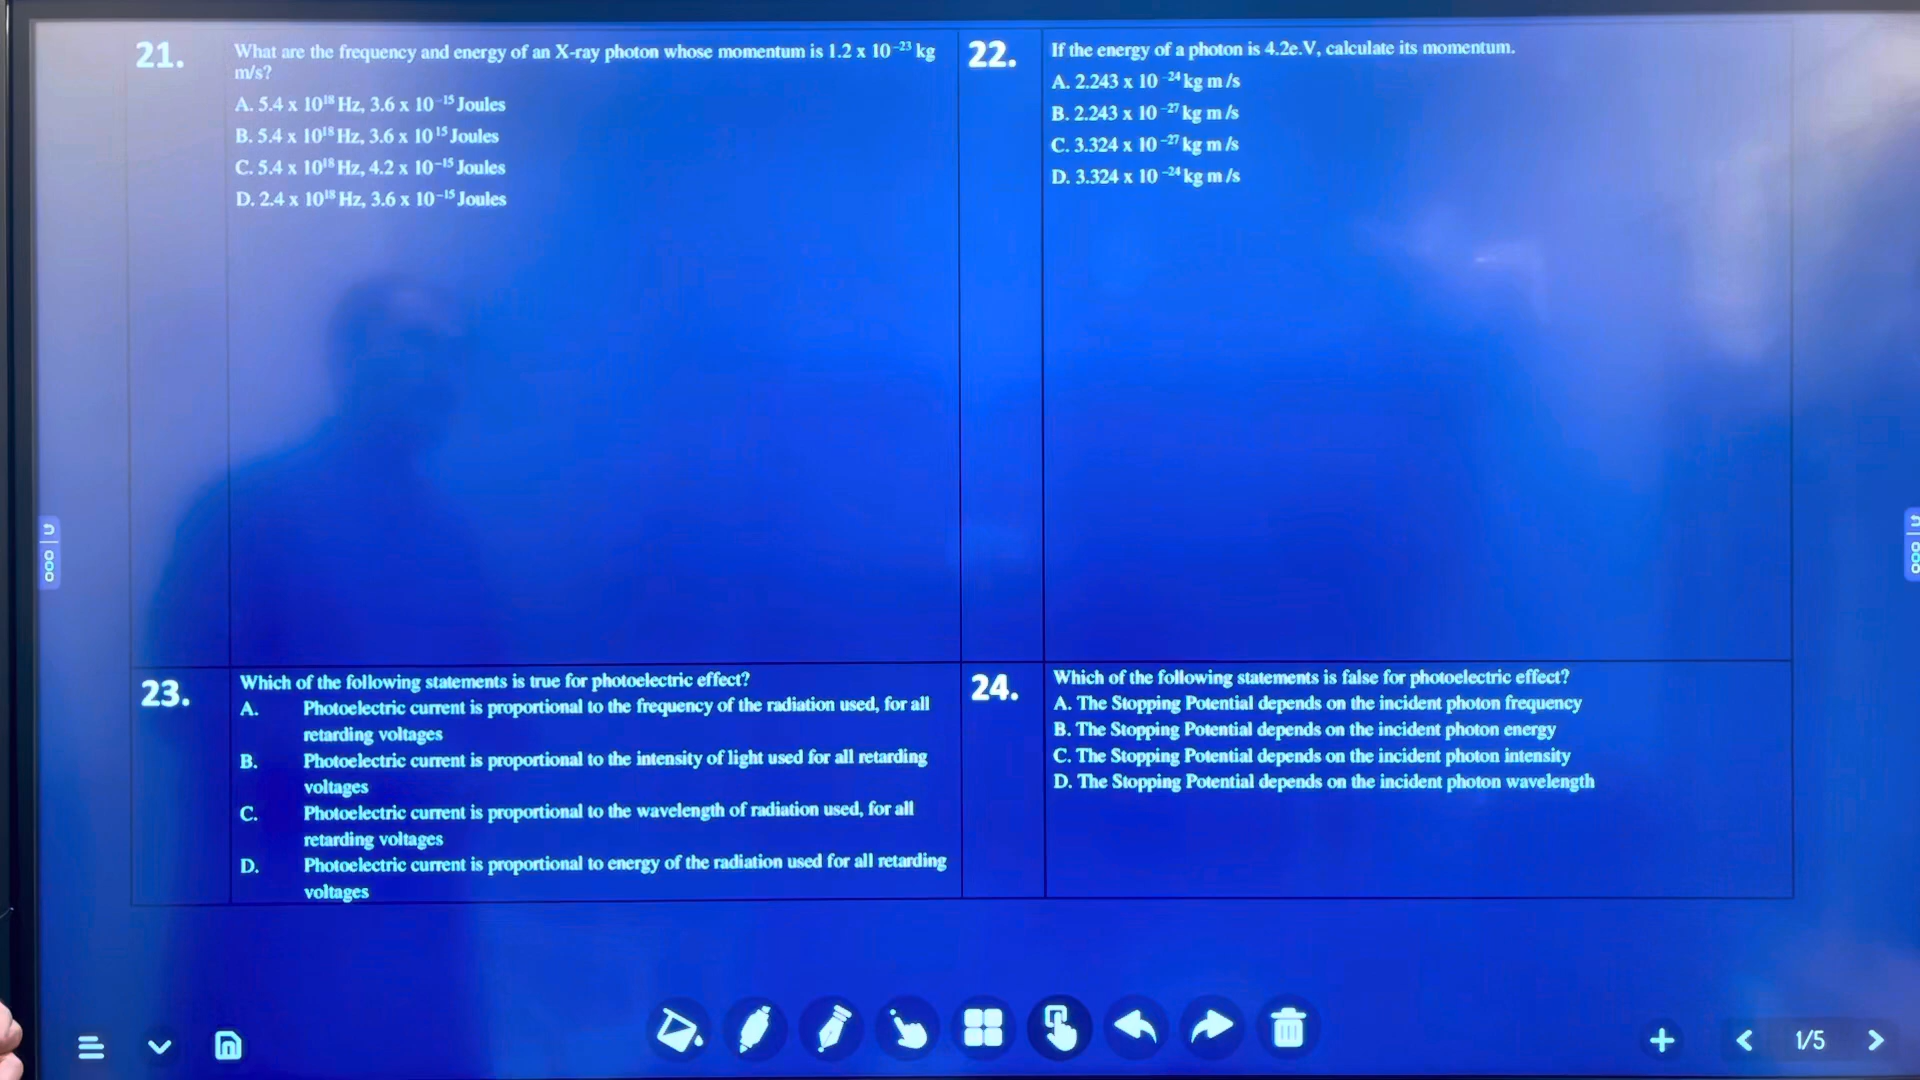 21.
What are the frequency and energy of an X-ray photon whose momentum is 1.2 x 10⁻²³ kg
m/s?
A. 5.4 x 10¹⁸ Hz, 3.6 x 10⁻¹⁵ Joules
B. 5.4 x 10¹⁸ Hz, 3.6 x 10¹⁵ Joules
C. 5.4 x 10¹⁸ Hz, 4.2 x 10⁻¹⁵ Joules
D. 2.4 x 10¹⁸ Hz, 3.6 x 10⁻¹⁵ Joules
22.
If the energy of a photon is 4.2e.V, calculate its momentum.
A. 2.243 x 10⁻²⁴ kg m/s
B. 2.243 x 10⁻²⁷ kg m/s
C. 3.324 x 10⁻²⁷ kg m/s
D. 3.324 x 10⁻²⁴ kg m/s
23.
Which of the following statements is true for photoelectric effect?
A. Photoelectric current is proportional to the frequency of the radiation used, for all
retarding voltages
B. Photoelectric current is proportional to the intensity of light used for all retarding
voltages
C. Photoelectric current is proportional to the wavelength of radiation used, for all
retarding voltages
D. Photoelectric current is proportional to energy of the radiation used for all retarding
voltages
24.
Which of the following statements is false for photoelectric effect?
A. The Stopping Potential depends on the incident photon frequency
B. The Stopping Potential depends on the incident photon energy
C. The Stopping Potential depends on the incident photon intensity
D. The Stopping Potential depends on the incident photon wavelength
1/5